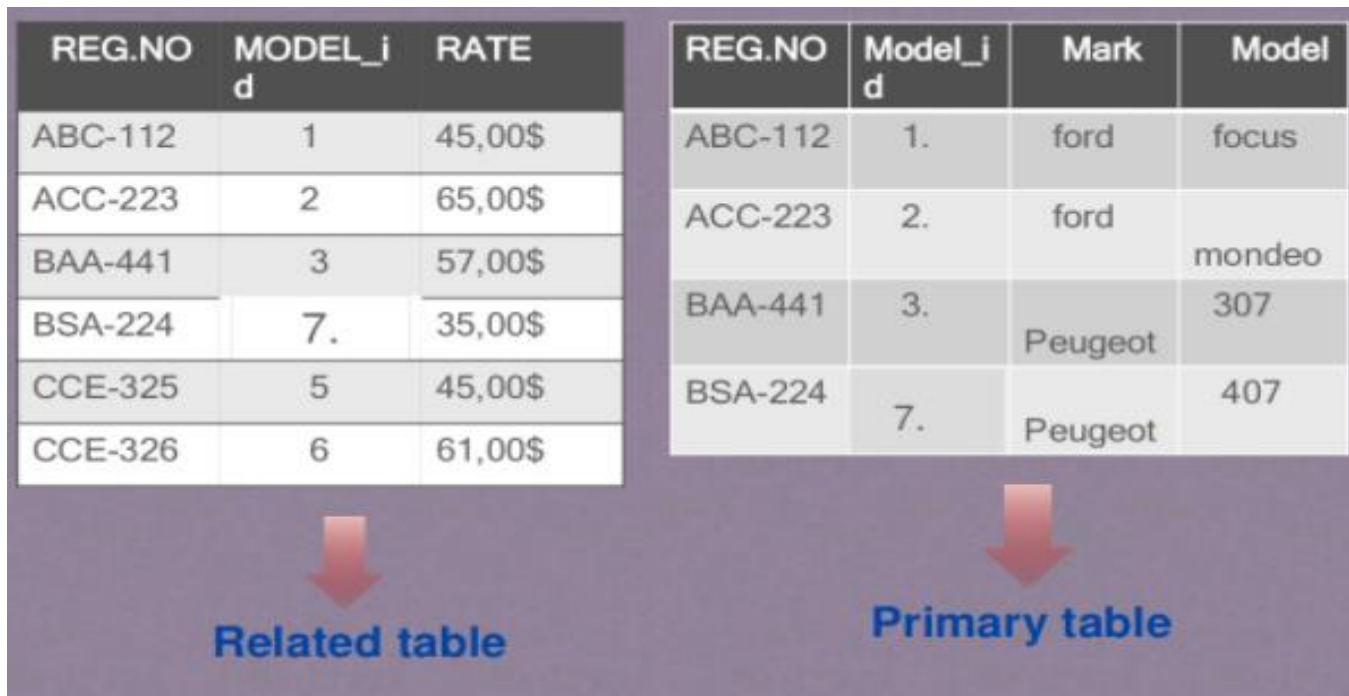 REG.NO MODEL_i
d RATE
ABC-112 1 45,00$
ACC-223 2 65,00$
BAA-441 3 57,00$
BSA-224 7. 35,00$
CCE-325 5 45,00$
CCE-326 6 61,00$
Related table
REG.NO Model_i
d Mark Model
ABC-112 1. ford focus
ACC-223 2. ford mondeo
BAA-441 3. Peugeot 307
BSA-224 7. Peugeot 407
Primary table